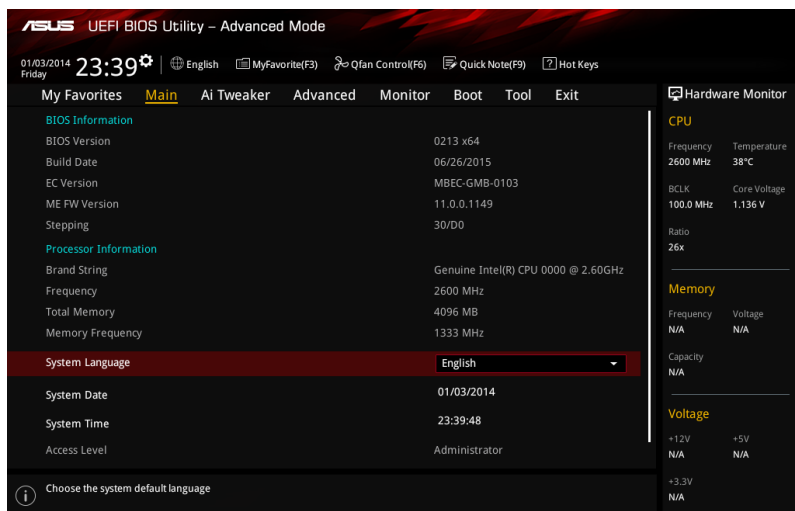 ASUS UEFI BIOS Utility – Advanced Mode
01/03/2014
Friday
23:39
English MyFavorite(F3) Qfan Control(F6) Quick Note(F9) ? Hot Keys
My Favorites Main Ai Tweaker Advanced Monitor Boot Tool Exit
BIOS Information
BIOS Version 0213 x64
Build Date 06/26/2015
EC Version MBEC-GMB-0103
ME FW Version 11.0.0.1149
Stepping 30/D0
Processor Information
Brand String Genuine Intel(R) CPU 0000 @ 2.60GHz
Frequency 2600 MHz
Total Memory 4096 MB
Memory Frequency 1333 MHz
System Language English
System Date 01/03/2014
System Time 23:39:48
Access Level Administrator
i Choose the system default language
Hardware Monitor
CPU
Frequency Temperature
2600 MHz 38°C
BCLK Core Voltage
100.0 MHz 1.136 V
Ratio
26x
Memory
Frequency Voltage
N/A N/A
Capacity
N/A
Voltage
+12V +5V
N/A N/A
+3.3V
N/A